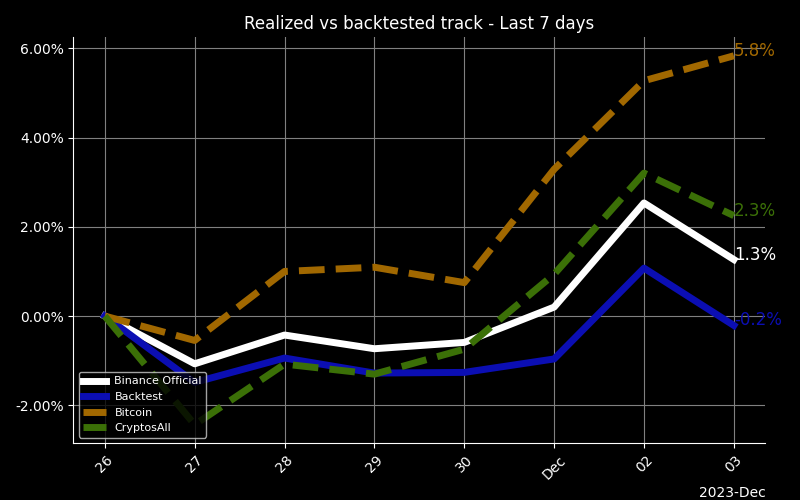 Realized vs backtested track - Last 7 days
6.00%
4.00%
2.00%
0.00%
-2.00%
5.8%
2.3%
1.3%
-0.2%
Binance Official
Backtest
Bitcoin
CryptosAll
26
27
28
29
30
Dec
02
03
2023-Dec